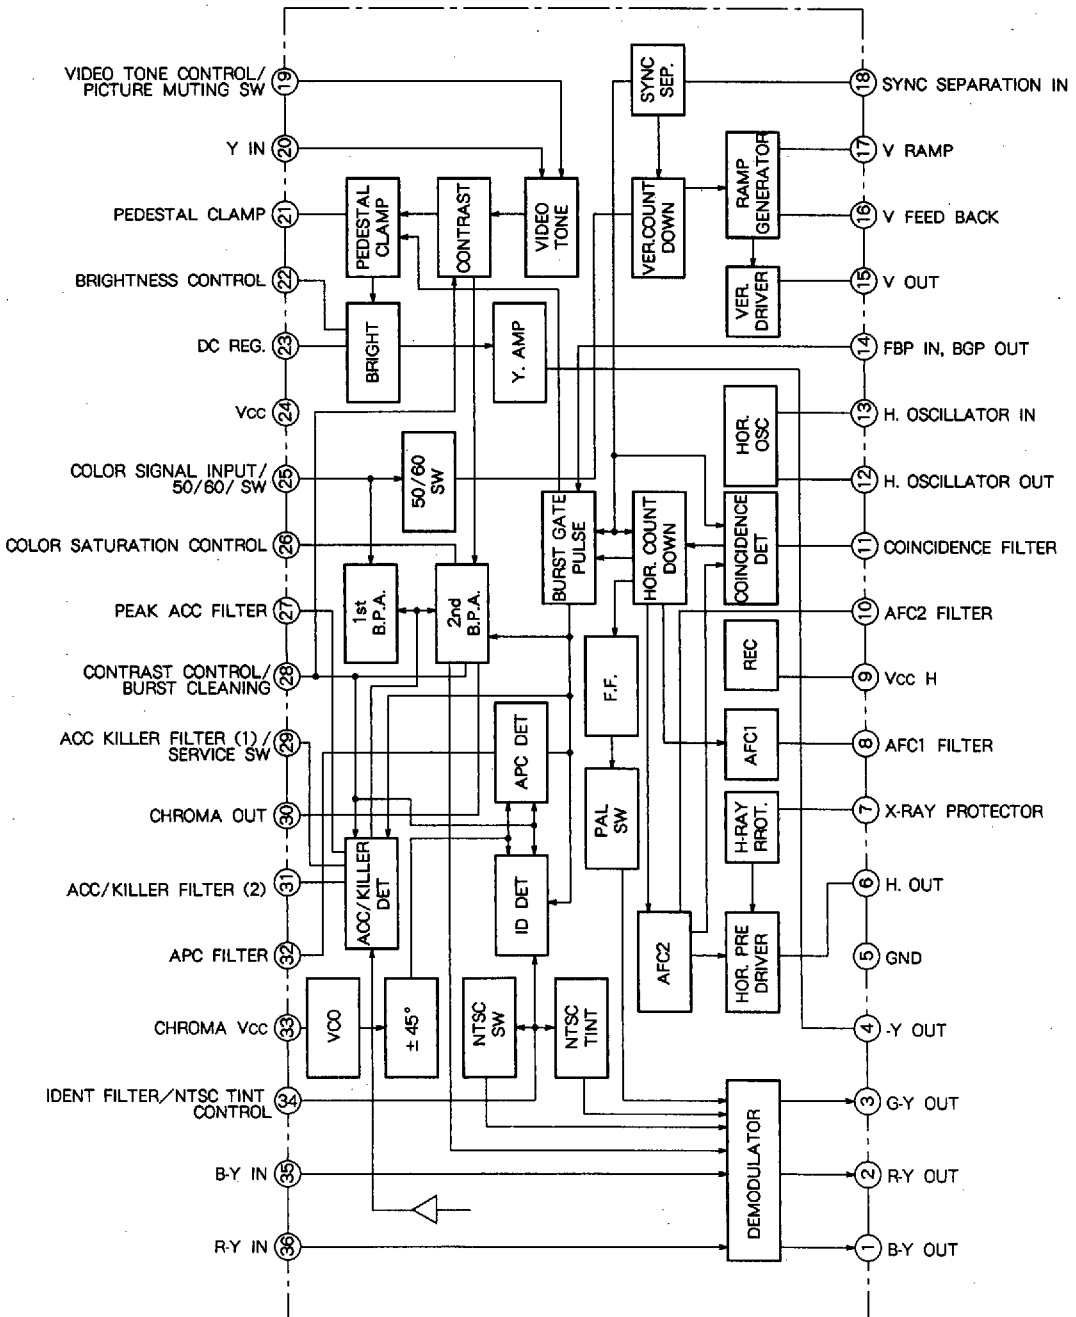 VIDEO TONE CONTROL/
PICTURE MUTING SW
19
Y IN
20
PEDESTAL CLAMP
21
BRIGHTNESS CONTROL
22
DC REG.
23
Vcc
24
COLOR SIGNAL INPUT/
50/60/ SW
25
COLOR SATURATION CONTROL
26
PEAK ACC FILTER
27
CONTRAST CONTROL/
BURST CLEANING
28
ACC KILLER FILTER (1)/
SERVICE SW
29
CHROMA OUT
30
ACC/KILLER FILTER (2)
31
APC FILTER
32
CHROMA Vcc
33
IDENT FILTER/NTSC TINT
CONTROL
34
B-Y IN
35
R-Y IN
36
SYNC
SEP.
PEDESTAL
CLAMP
CONTRAST
VIDEO
TONE
VER.COUNT
DOWN
RAMP
GENERATOR
VER.
DRIVER
BRIGHT
Y. AMP
50/60
SW
HOR.
OSC
1st
B.P.A.
2nd
B.P.A.
BURST GATE
PULSE
HOR. COUNT
DOWN
COINCIDENCE
DET
REC
F.F.
APC DET
AFC1
PAL
SW
H-RAY
RROT.
ACC/KILLER
DET
ID DET
AFC2
HOR. PRE
DRIVER
VCO
± 45°
NTSC
SW
NTSC
TINT
DEMODULATOR
18
SYNC SEPARATION IN
17
V RAMP
16
V FEED BACK
15
V OUT
14
FBP IN, BGP OUT
13
H. OSCILLATOR IN
12
H. OSCILLATOR OUT
11
COINCIDENCE FILTER
10
AFC2 FILTER
9
Vcc H
8
AFC1 FILTER
7
X-RAY PROTECTOR
6
H. OUT
5
GND
4
-Y OUT
3
G-Y OUT
2
R-Y OUT
1
B-Y OUT